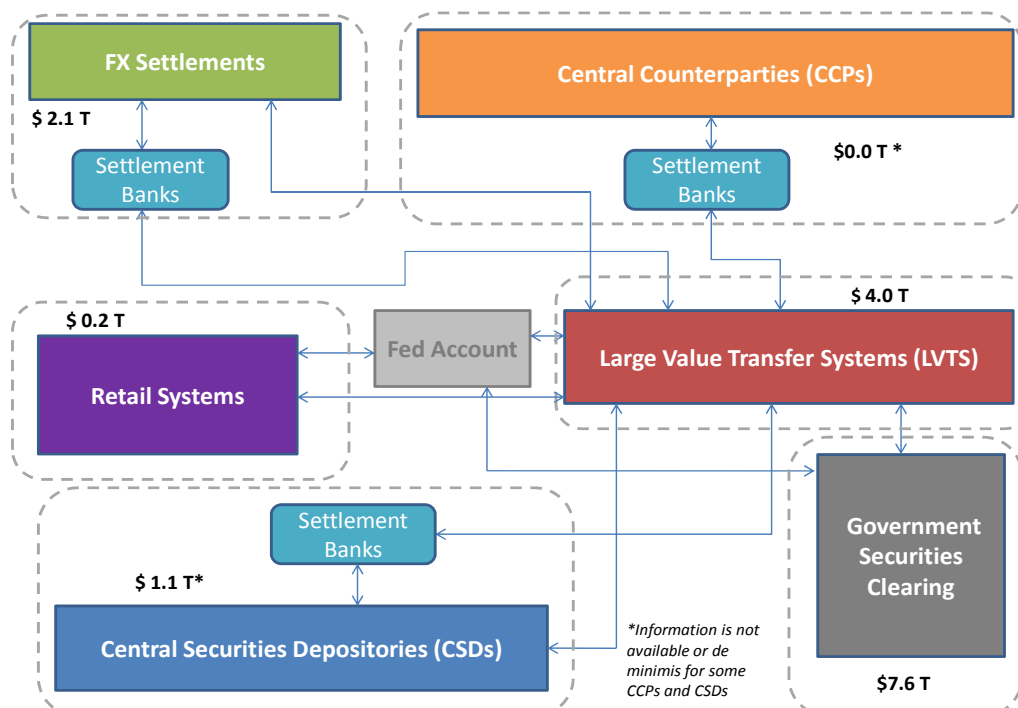 FX Settlements
$ 2.1 T
Settlement
Banks
Central Counterparties (CCPs)
$0.0 T *
Settlement
Banks
$ 0.2 T
Retail Systems
Fed Account
$ 4.0 T
Large Value Transfer Systems (LVTS)
Settlement
Banks
$ 1.1 T*
Central Securities Depositories (CSDs)
*Information is not
available or de
minimis for some
CCPs and CSDs
Government
Securities
Clearing
$7.6 T